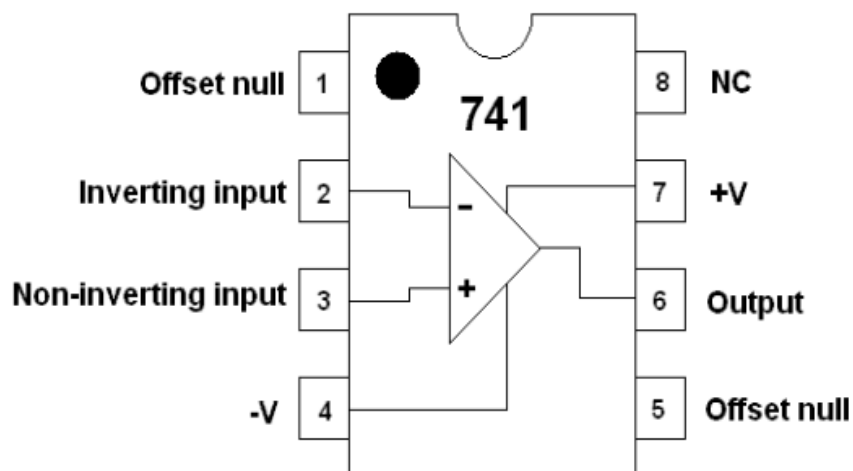 Offset null 1 8 NC
741
Inverting input 2 - 7 +V
Non-inverting input 3 + 6 Output
-V 4 5 Offset null